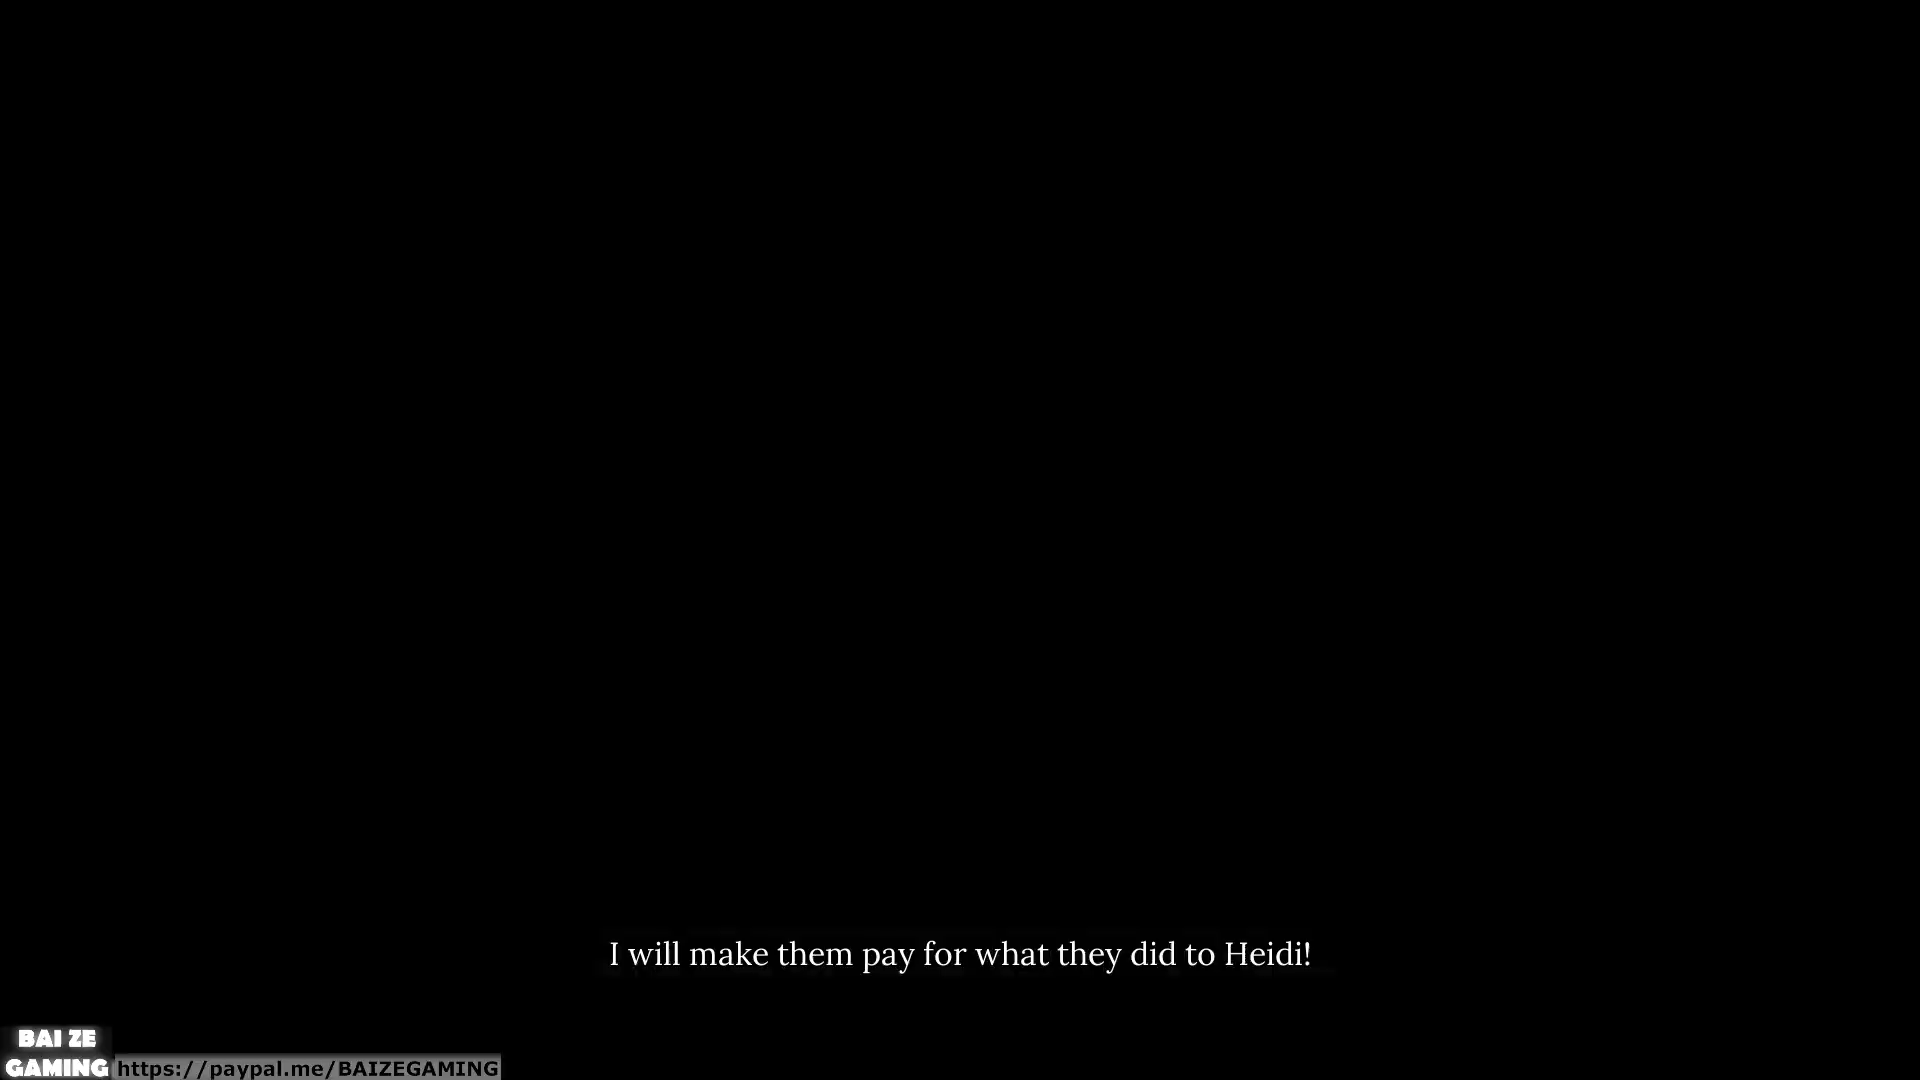 I will make them pay for what they did to Heidi!
BAI ZE
GAMING
https://paypal.me/BAIZEGAMING